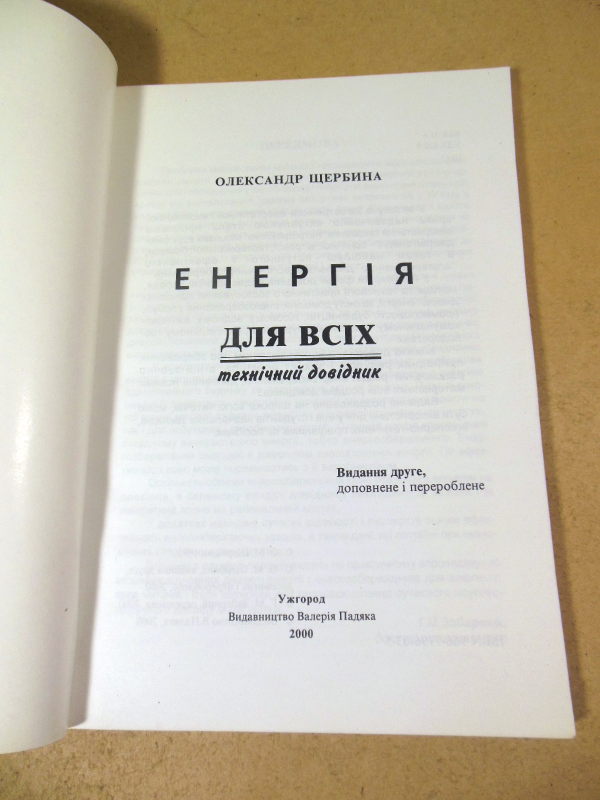 ОЛЕКСАНДР ЩЕРБИНА
ЕНЕРГІЯ
ДЛЯ ВСІХ
технічний довідник
Видання друге,
доповнене і перероблене
Ужгород
Видавництво Валерія Падяка
2000